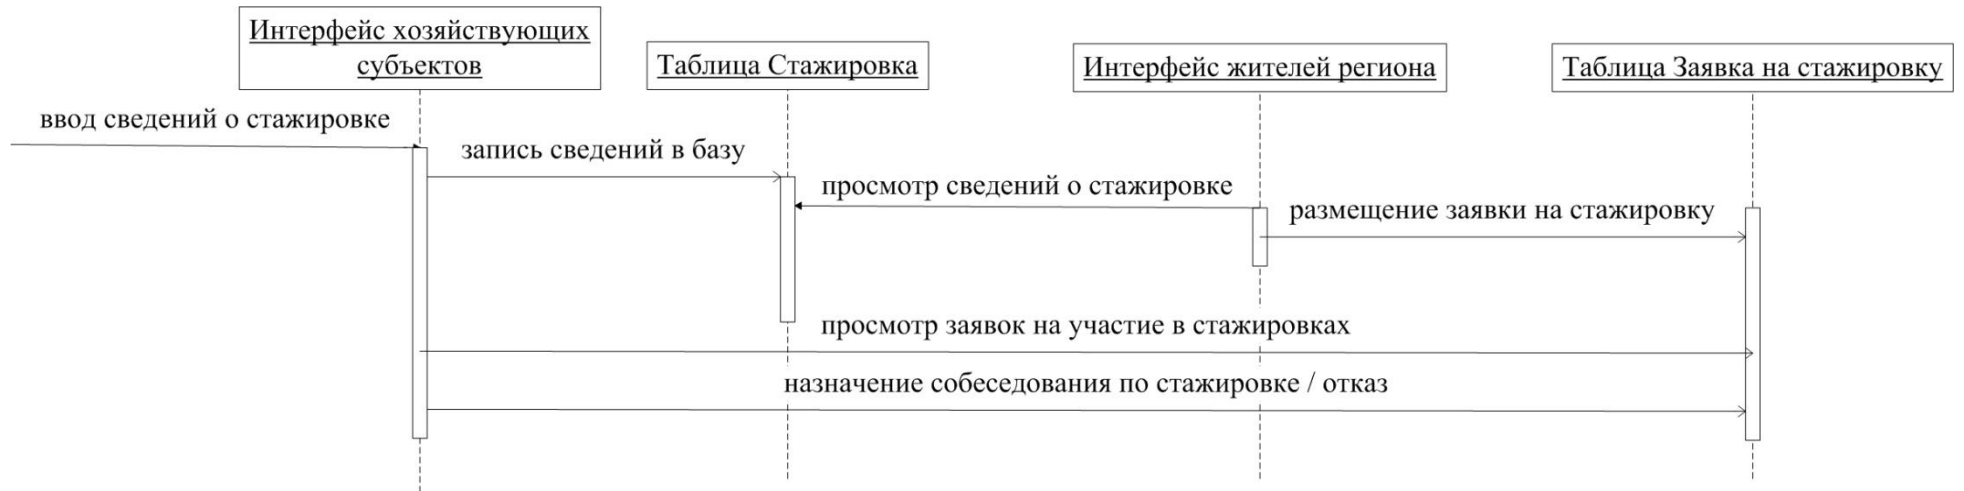 Интерфейс хозяйствующих
субъектов
Таблица Стажировка
Интерфейс жителей региона
Таблица Заявка на стажировку
ввод сведений о стажировке
запись сведений в базу
просмотр сведений о стажировке
размещение заявки на стажировку
просмотр заявок на участие в стажировках
назначение собеседования по стажировке / отказ